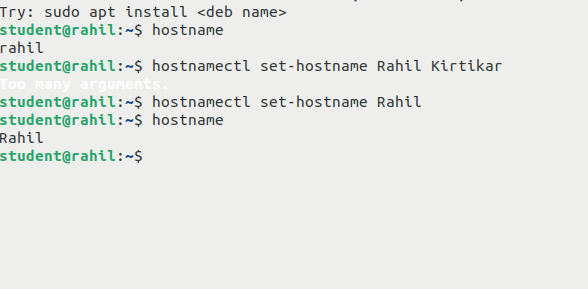 Try: sudo apt install <deb name>
student@rahil:~$ hostname
rahil
student@rahil:~$ hostnamectl set-hostname Rahil Kirtikar
Too many arguments.
student@rahil:~$ hostnamectl set-hostname Rahil
student@rahil:~$ hostname
Rahil
student@rahil:~$